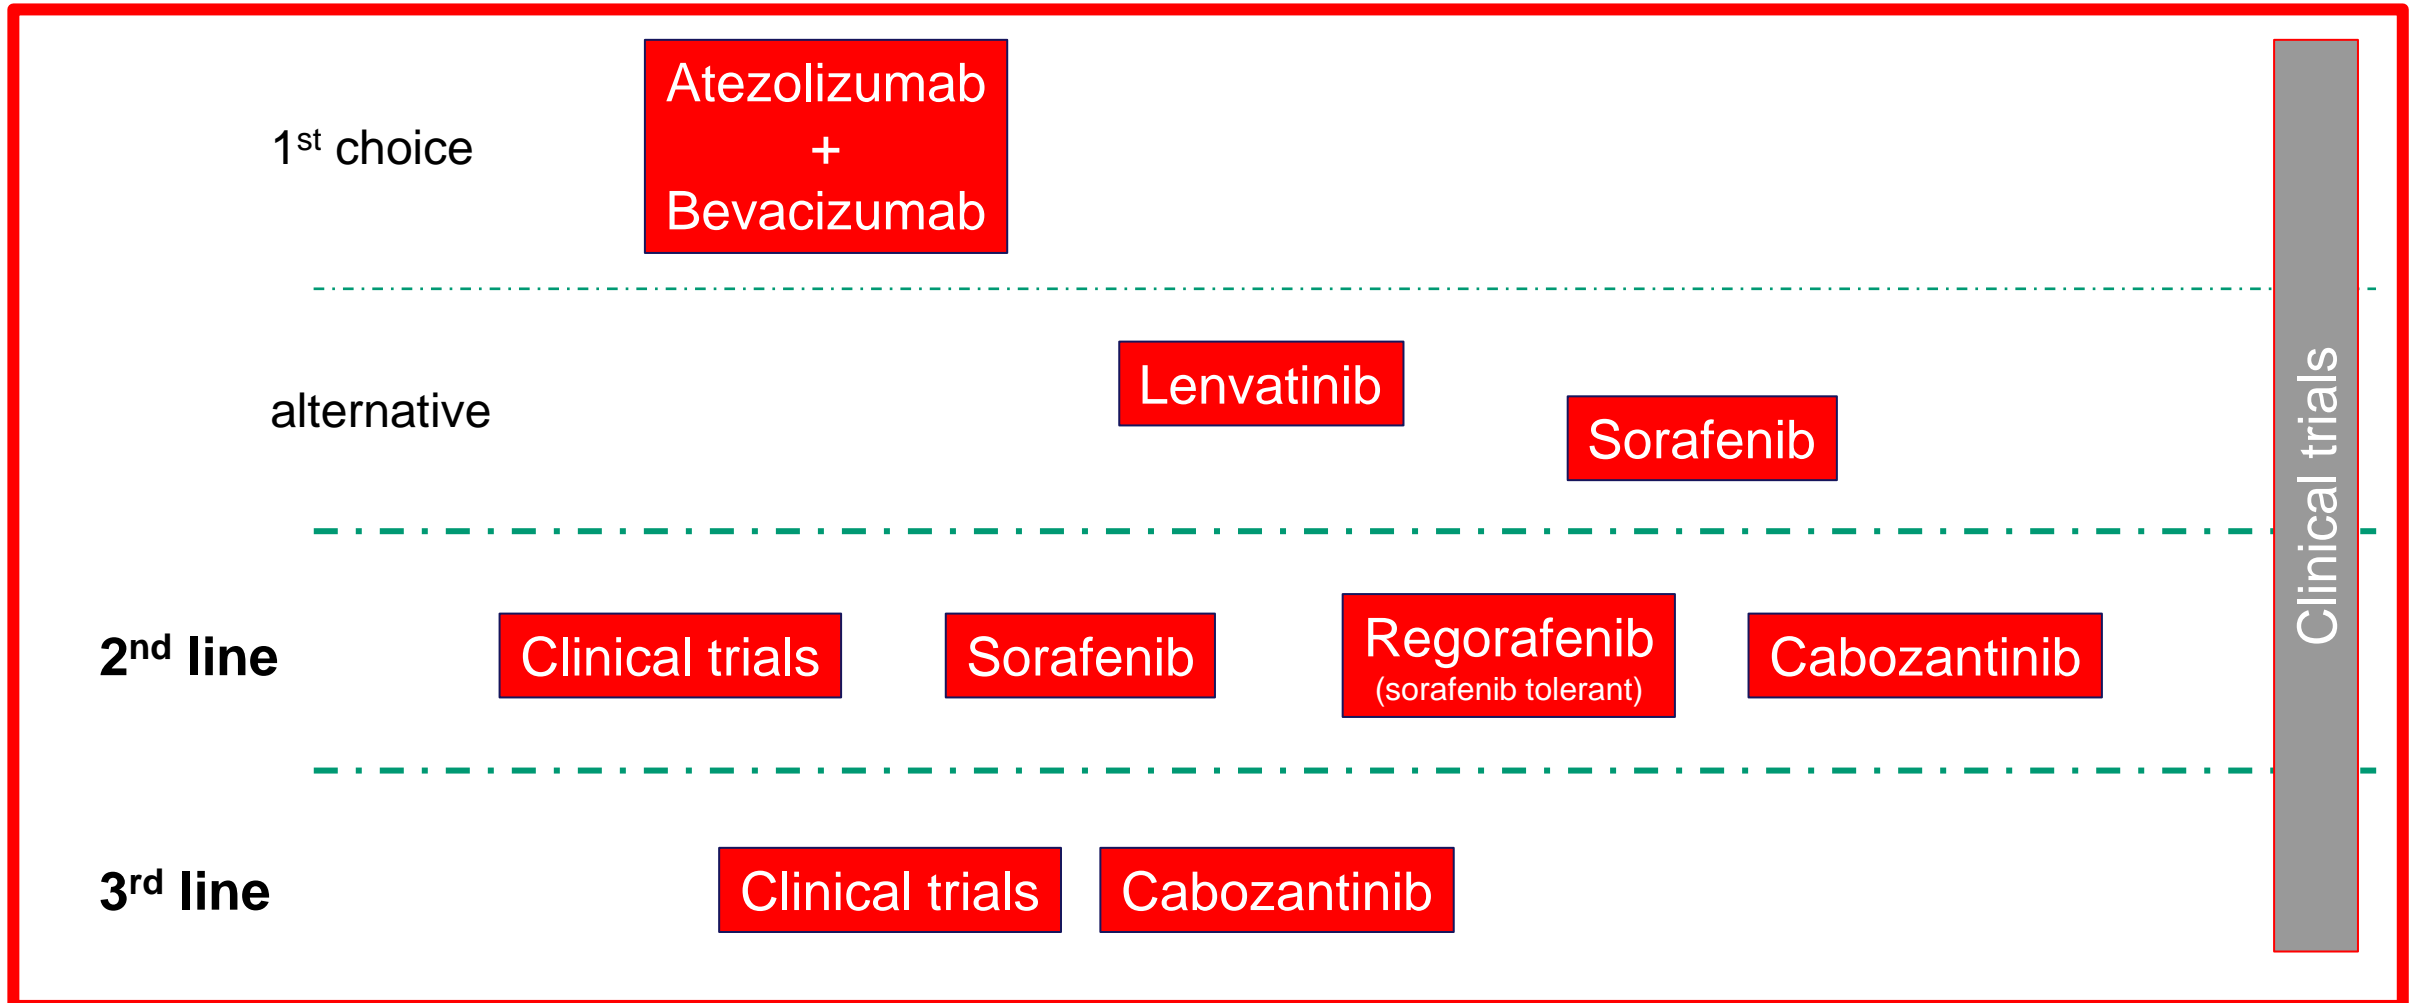 1st choice
Atezolizumab
+
Bevacizumab
alternative
Lenvatinib
Sorafenib
2nd line
Clinical trials
Sorafenib
Regorafenib
(sorafenib tolerant)
Cabozantinib
3rd line
Clinical trials
Cabozantinib
Clinical trials